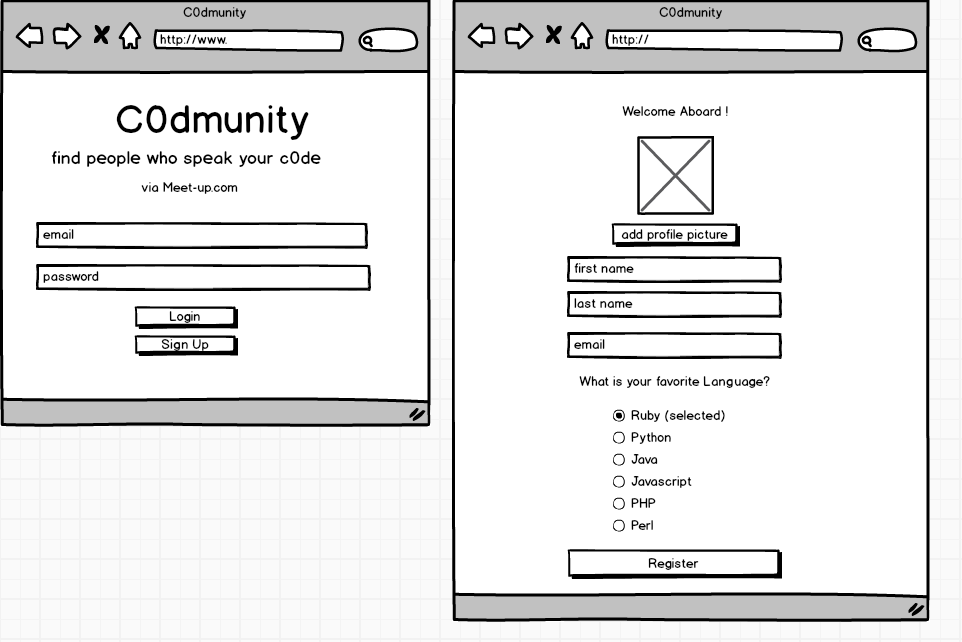 C0dmunity
http://www.
C0dmunity
find people who speak your c0de
via Meet-up.com
email
password
Login
Sign Up
C0dmunity
http://
Welcome Aboard !
add profile picture
first name
last name
email
What is your favorite Language?
Ruby (selected)
Python
Java
Javascript
PHP
Perl
Register